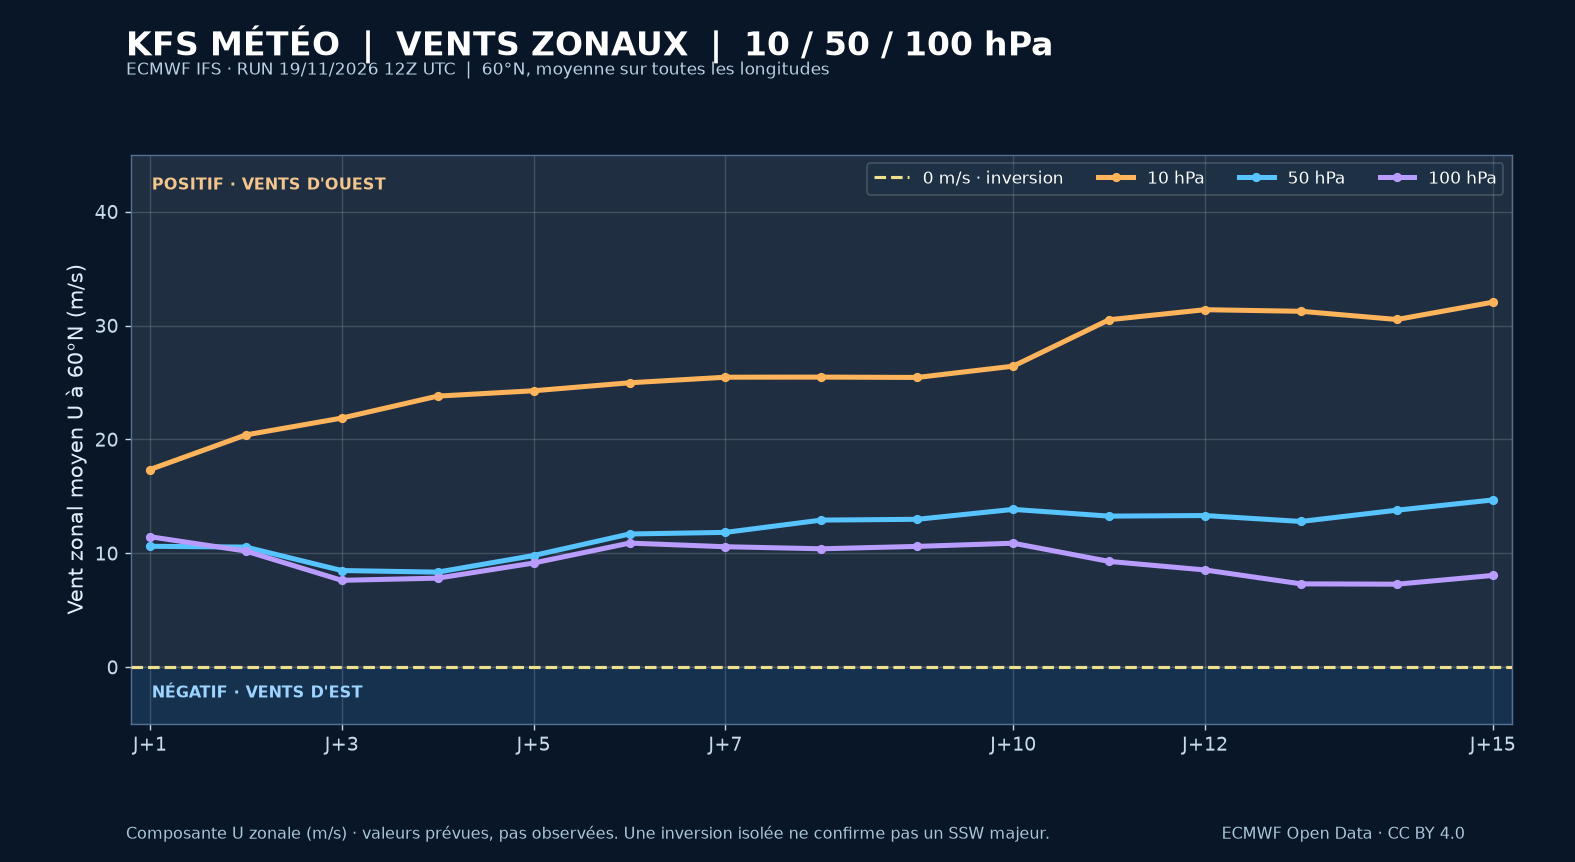 KFS MÉTÉO | VENTS ZONAUX | 10 / 50 / 100 hPa
ECMWF IFS · RUN 19/11/2026 12Z UTC | 60°N, moyenne sur toutes les longitudes
POSITIF · VENTS D'OUEST
0 m/s · inversion 10 hPa 50 hPa 100 hPa
Vent zonal moyen U à 60°N (m/s)
40
30
20
10
0
NÉGATIF · VENTS D'EST
J+1 J+3 J+5 J+7 J+10 J+12 J+15
Composante U zonale (m/s) · valeurs prévues, pas observées. Une inversion isolée ne confirme pas un SSW majeur.
ECMWF Open Data · CC BY 4.0